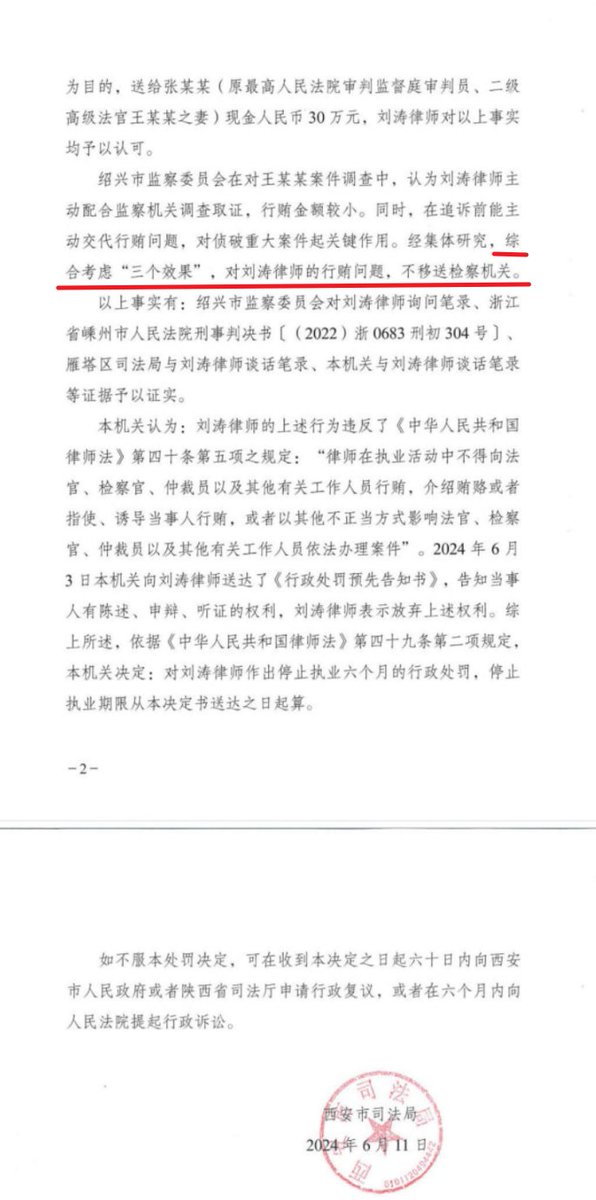 为目的，送给张某某（原最高人民法院审判监督庭审判员、二级
高级法官王某某之妻）现金人民币 30 万元，刘涛律师对以上事实
均予以认可。
绍兴市监察委员会在对王某某案件调查中，认为刘涛律师主
动配合监察机关调查取证，行贿金额较小。同时，在追诉前能主
动交代行贿问题，对侦破重大案件起关键作用。经集体研究，综
合考虑“三个效果”，对刘涛律师的行贿问题，不移送检察机关。
以上事实有：绍兴市监察委员会对刘涛律师询问笔录、浙江
省嵊州市人民法院刑事判决书〔（2022）浙 0683 刑初 304 号〕、
雁塔区司法局与刘涛律师谈话笔录、本机关与刘涛律师谈话笔录
等证据予以证实。
本机关认为：刘涛律师的上述行为违反了《中华人民共和国
律师法》第四十条第五项之规定：“律师在执业活动中不得向法
官、检察官、仲裁员以及其他有关工作人员行贿，介绍贿赂或者
指使、诱导当事人行贿，或者以其他不正当方式影响法官、检察
官、仲裁员以及其他有关工作人员依法办理案件”。2024 年 6 月
3 日本机关向刘涛律师送达了《行政处罚预先告知书》，告知当事
人有陈述、申辩、听证的权利，刘涛律师表示放弃上述权利。综
上所述，依据《中华人民共和国律师法》第四十九条第二项规定，
本机关决定：对刘涛律师作出停止执业六个月的行政处罚，停止
执业期限从本决定书送达之日起算。
-2-
如不服本处罚决定，可在收到本决定之日起六十日内向西安
市人民政府或者陕西省司法厅申请行政复议，或者在六个月内向
人民法院提起行政诉讼。
西安市司法局
2024 年 6 月 11 日
西安市司法局